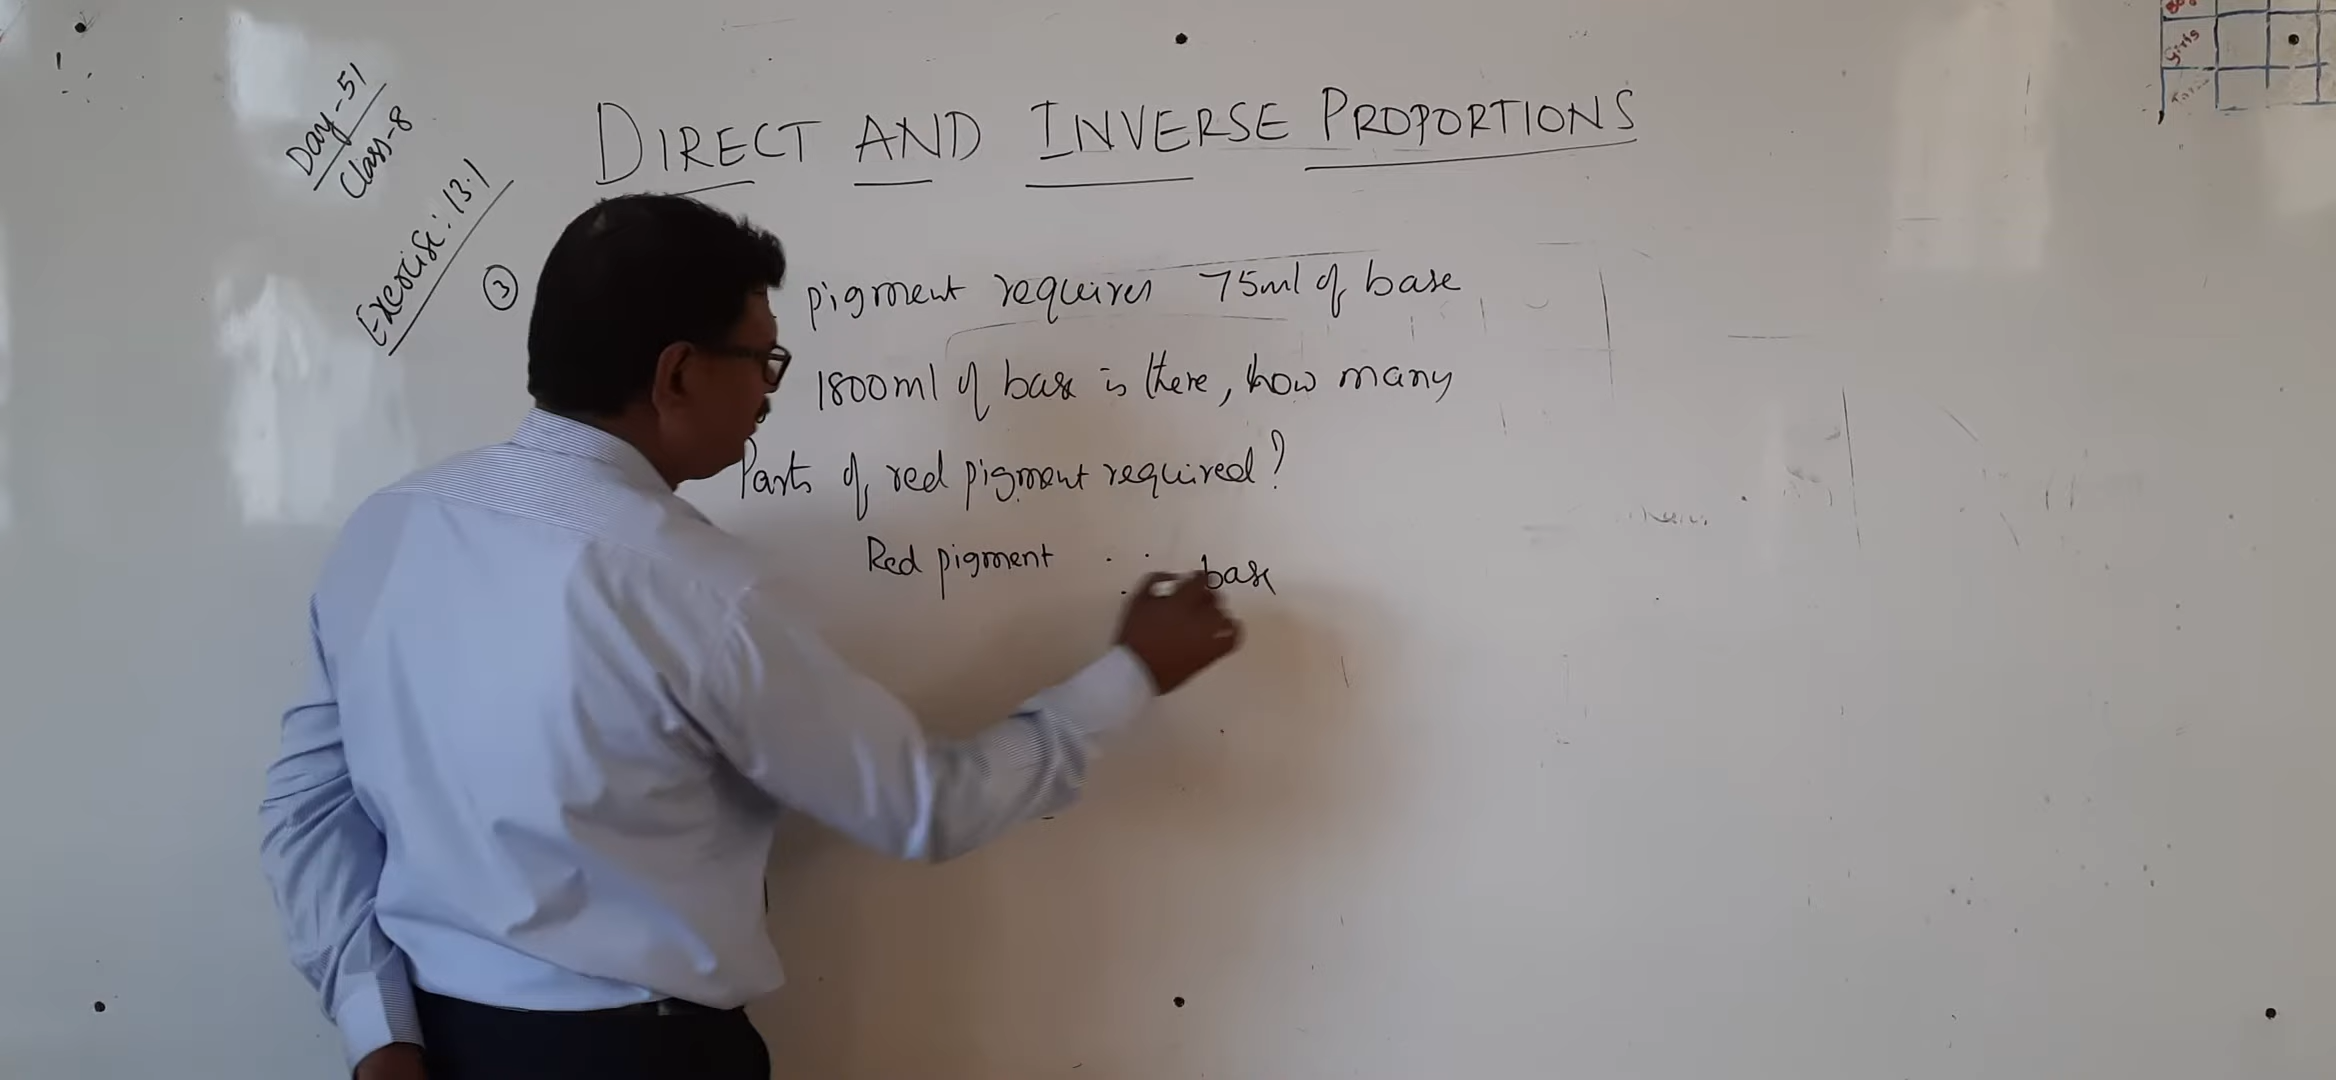 Day-51
Class-8
Exercise: 13.1
DIRECT AND INVERSE PROPORTIONS
3 pigment requires 75ml of base
1800ml of base is there, how many
Parts of red pigment required?
Red pigment :: base
Girls